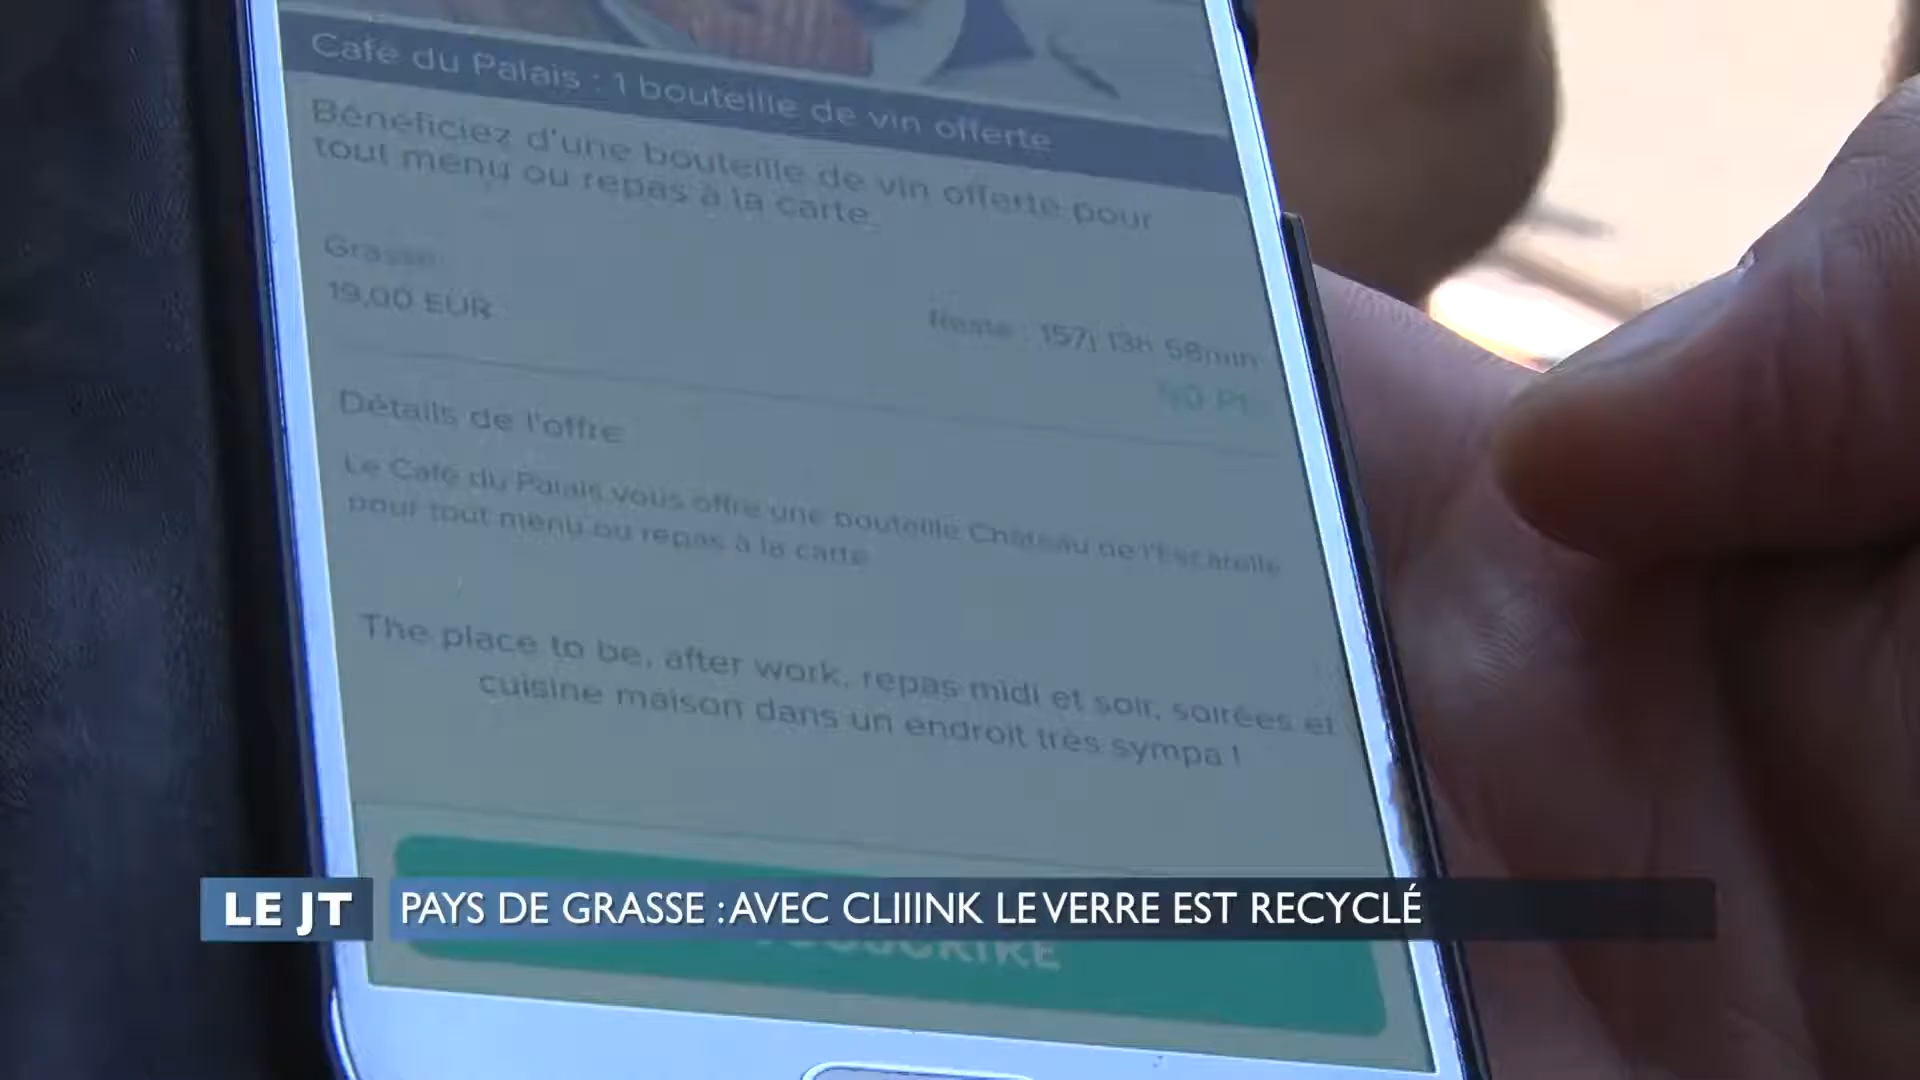 Café du Palais : 1 bouteille de vin offerte
Bénéficiez d'une bouteille de vin offerte pour
tout menu ou repas à la carte.
Grasse
19,00 EUR
Reste : 157j 13h 58min
Détails de l'offre
Le Café du Palais vous offre une bouteille Château de l'Escarelle
pour tout menu ou repas à la carte
The place to be, after work, repas midi et soir, soirées et
cuisine maison dans un endroit très sympa !
LE JT
PAYS DE GRASSE : AVEC CLIIINK LE VERRE EST RECYCLÉ